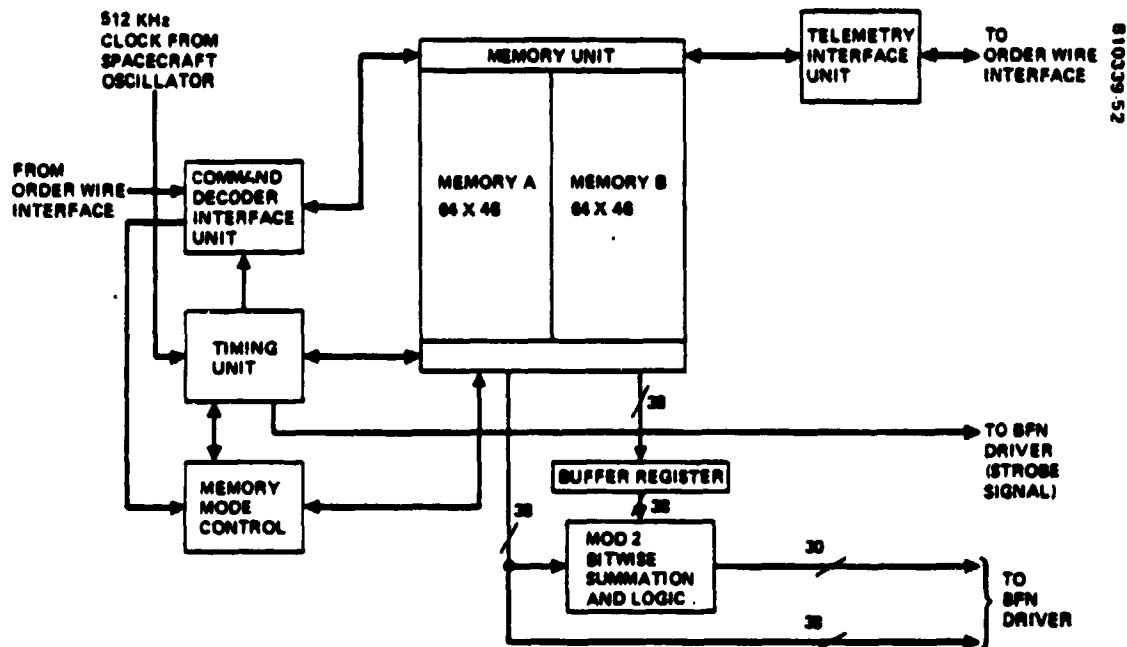 512 KHz
CLOCK FROM
SPACECRAFT
OSCILLATOR
FROM
ORDER WIRE
INTERFACE
COMMAND
DECODER
INTERFACE
UNIT
TIMING
UNIT
MEMORY
MODE
CONTROL
MEMORY UNIT
MEMORY A
64 X 46
MEMORY B
64 X 46
TELEMETRY
INTERFACE
UNIT
TO
ORDER WIRE
INTERFACE
810339-52
38
TO BFN
DRIVER
(STROBE
SIGNAL)
BUFFER REGISTER
38
38
MOD 2
BITWISE
SUMMATION
AND LOGIC
30
38
TO
BFN
DRIVER